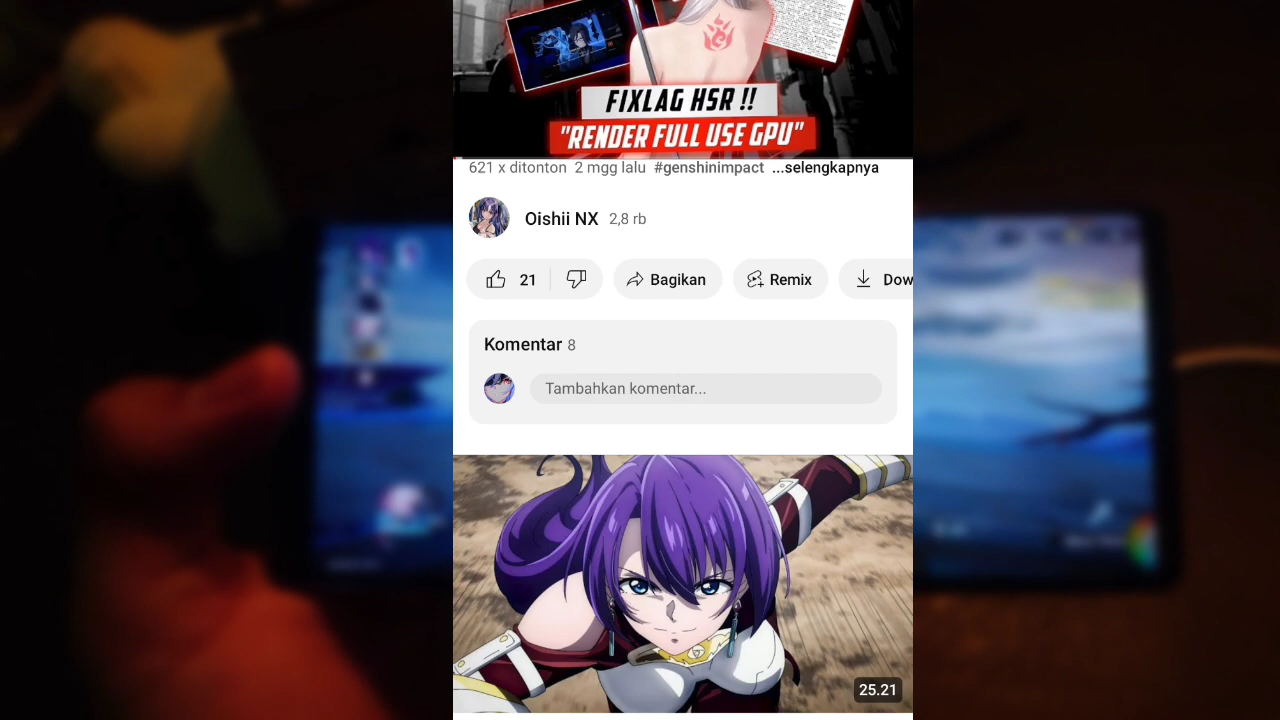 FIXLAG HSR !!
"RENDER FULL USE GPU"
621 x ditonton 2 mgg lalu #genshinimpact ...selengkapnya
Oishii NX 2,8 rb
21 Bagikan Remix Dow
Komentar 8
Tambahkan komentar...
25.21